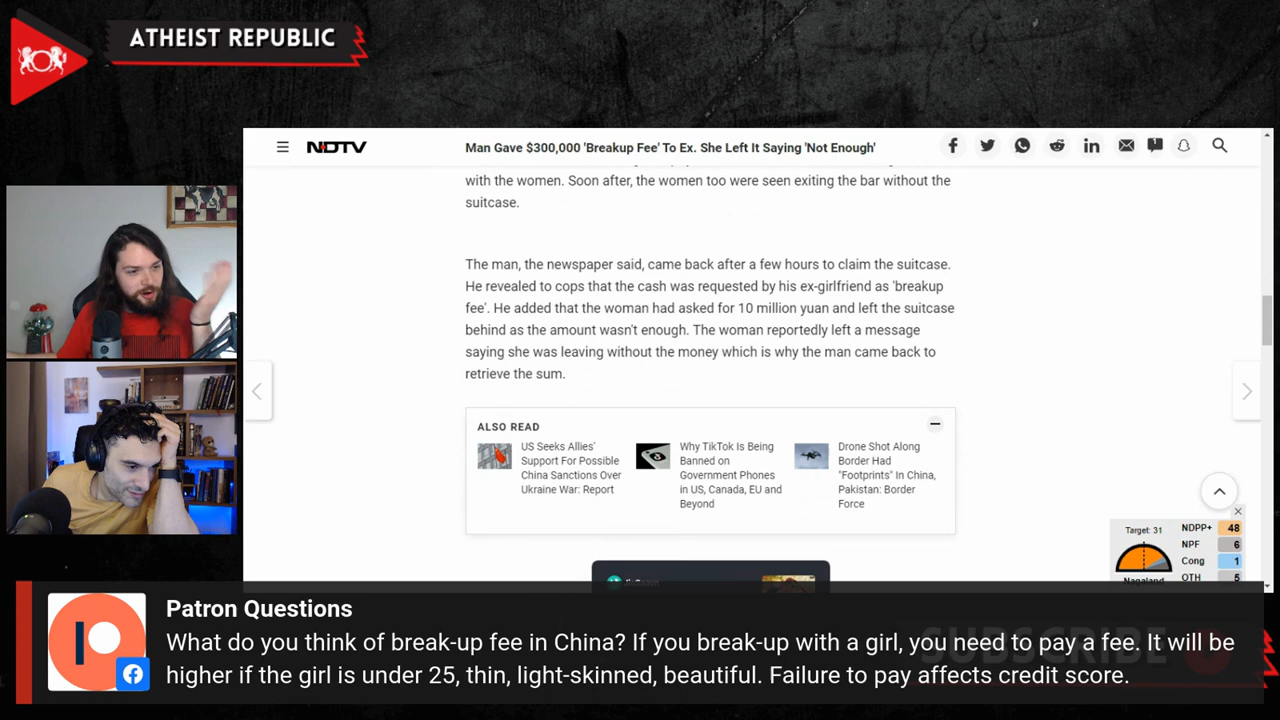 ATHEIST REPUBLIC
NDTV
Man Gave $300,000 'Breakup Fee' To Ex. She Left It Saying 'Not Enough'
with the women. Soon after, the women too were seen exiting the bar without the
suitcase.
The man, the newspaper said, came back after a few hours to claim the suitcase.
He revealed to cops that the cash was requested by his ex-girlfriend as 'breakup
fee'. He added that the woman had asked for 10 million yuan and left the suitcase
behind as the amount wasn't enough. The woman reportedly left a message
saying she was leaving without the money which is why the man came back to
retrieve the sum.
ALSO READ
US Seeks Allies'
Support For Possible
China Sanctions Over
Ukraine War: Report
Why TikTok Is Being
Banned on
Government Phones
in US, Canada, EU and
Beyond
Drone Shot Along
Border Had
"Footprints" In China,
Pakistan: Border
Force
Target: 31
Nagaland
NDPP+ 48
NPF 6
Cong 1
OTH 5
Patron Questions
What do you think of break-up fee in China? If you break-up with a girl, you need to pay a fee. It will be
higher if the girl is under 25, thin, light-skinned, beautiful. Failure to pay affects credit score.
SUBSCRIBE